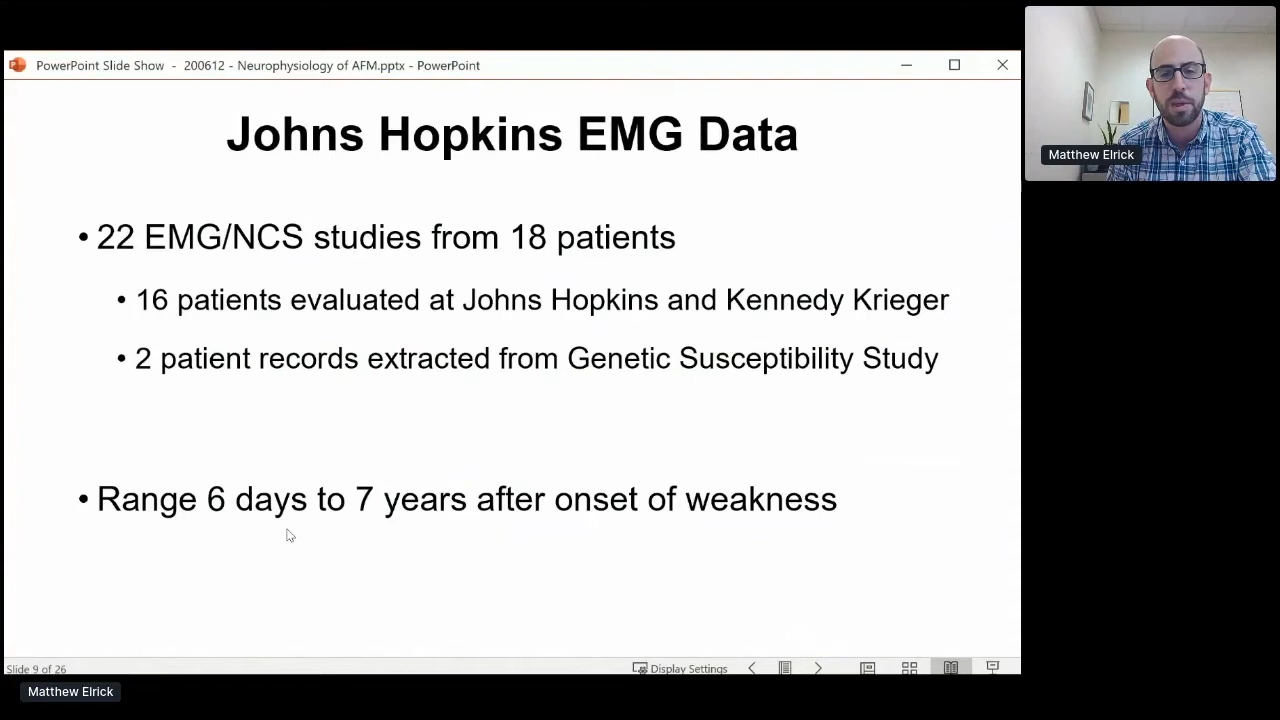 PowerPoint Slide Show - 200612 - Neurophysiology of AFM.pptx - PowerPoint
Johns Hopkins EMG Data
• 22 EMG/NCS studies from 18 patients
• 16 patients evaluated at Johns Hopkins and Kennedy Krieger
• 2 patient records extracted from Genetic Susceptibility Study
• Range 6 days to 7 years after onset of weakness
Slide 9 of 26
Display Settings
Matthew Elrick
Matthew Elrick